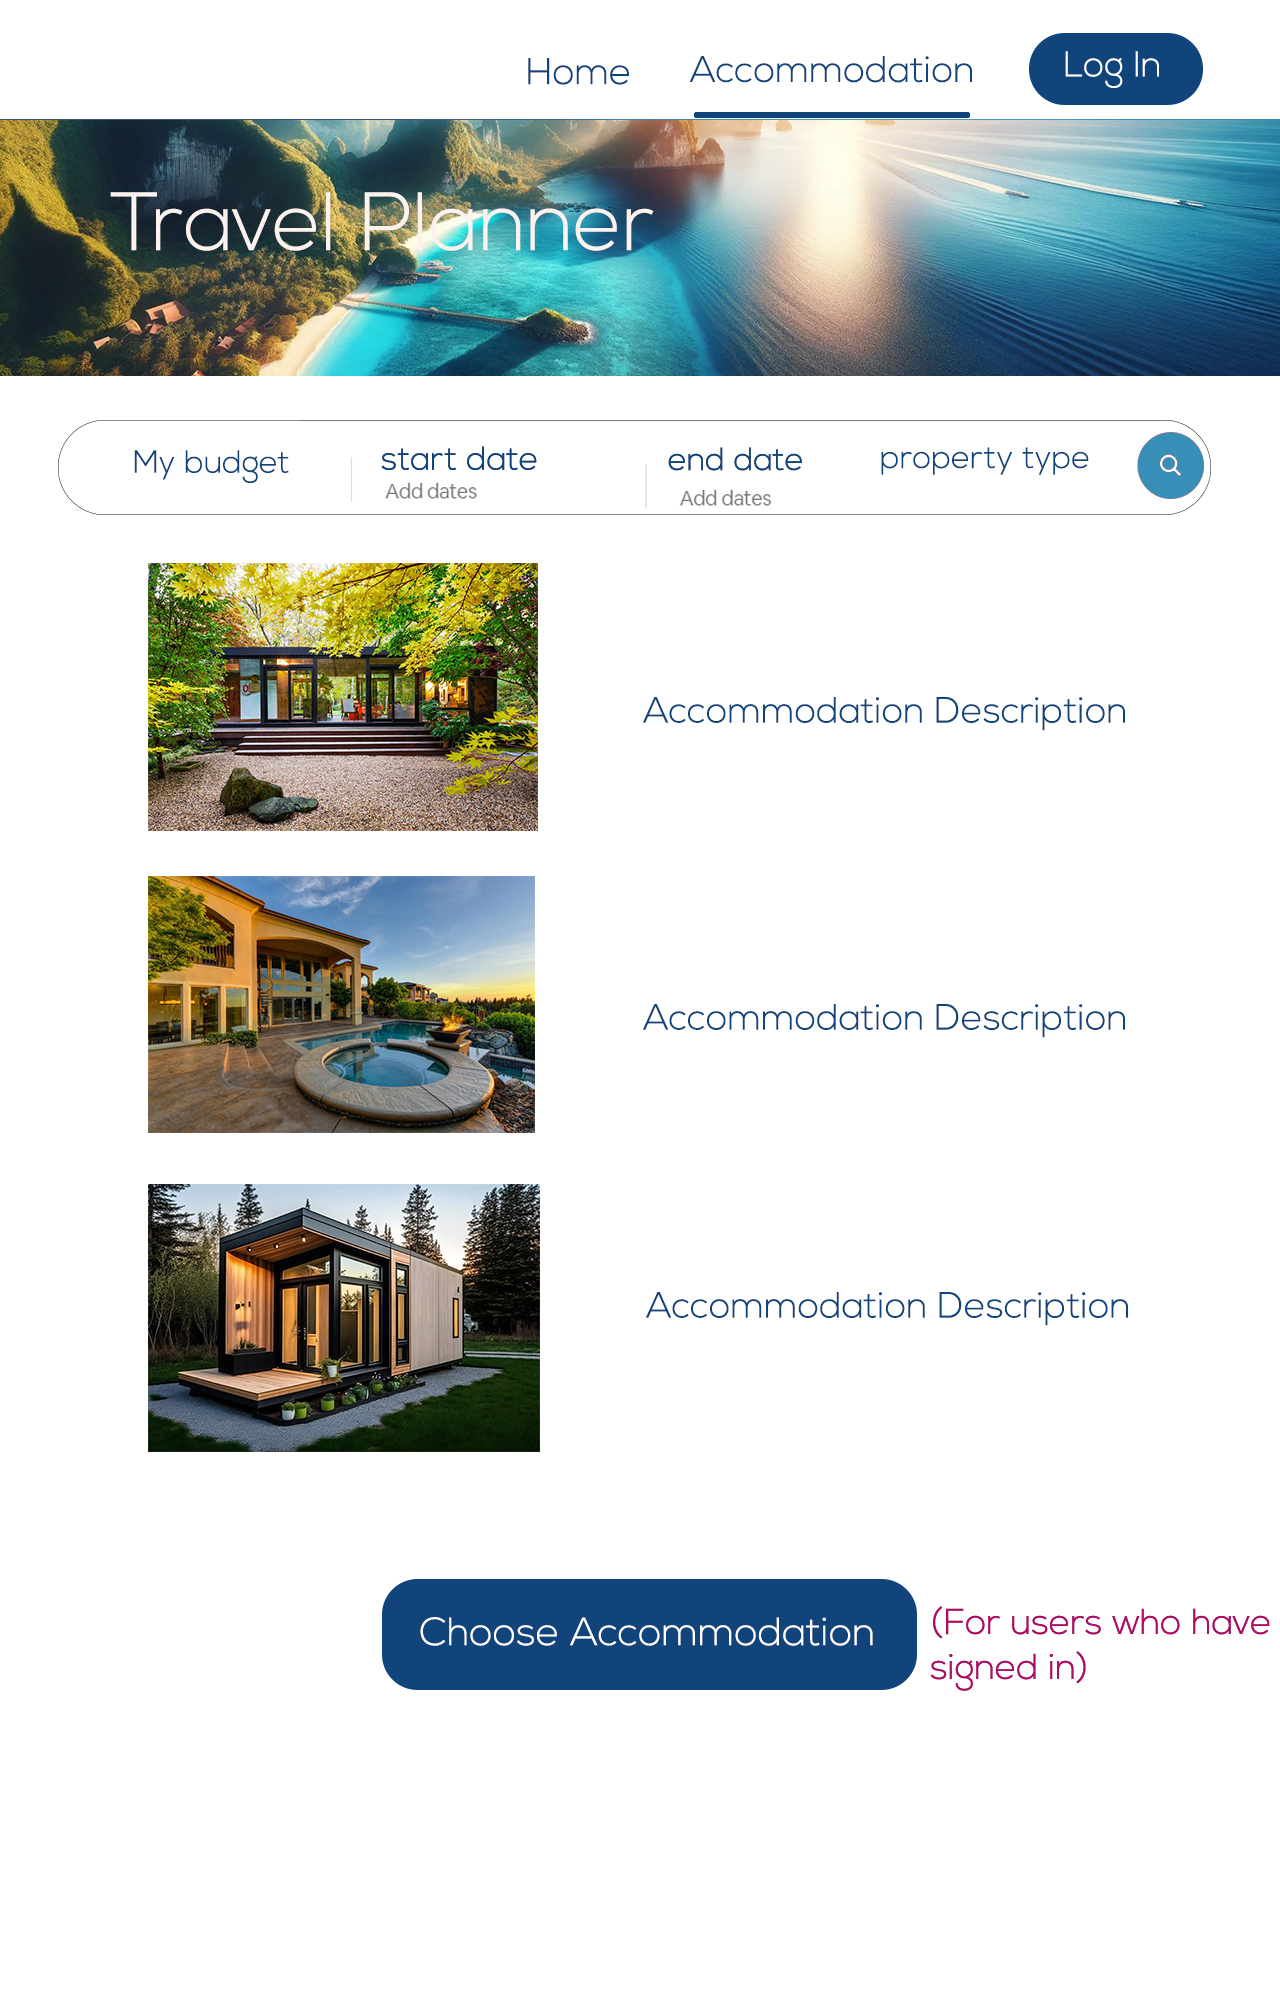 Home
Accommodation
Log In
Travel Planner
My budget
start date
Add dates
end date
Add dates
property type
Accommodation Description
Accommodation Description
Accommodation Description
Choose Accommodation
(For users who have
signed in)